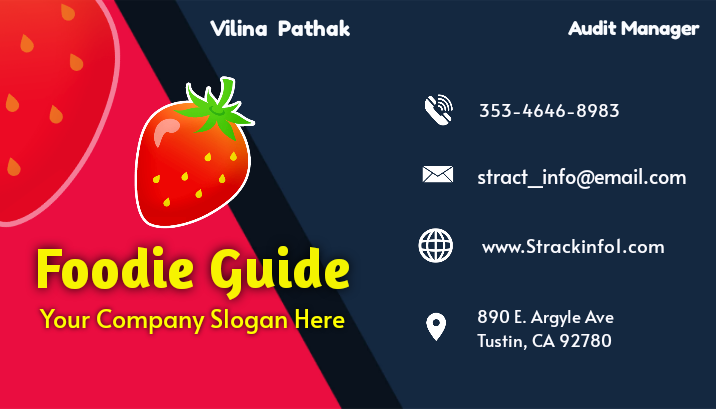 Vilina Pathak
Audit Manager
353-4646-8983
stract_info@email.com
www.Strackinfo1.com
Foodie Guide
Your Company Slogan Here
890 E. Argyle Ave
Tustin, CA 92780